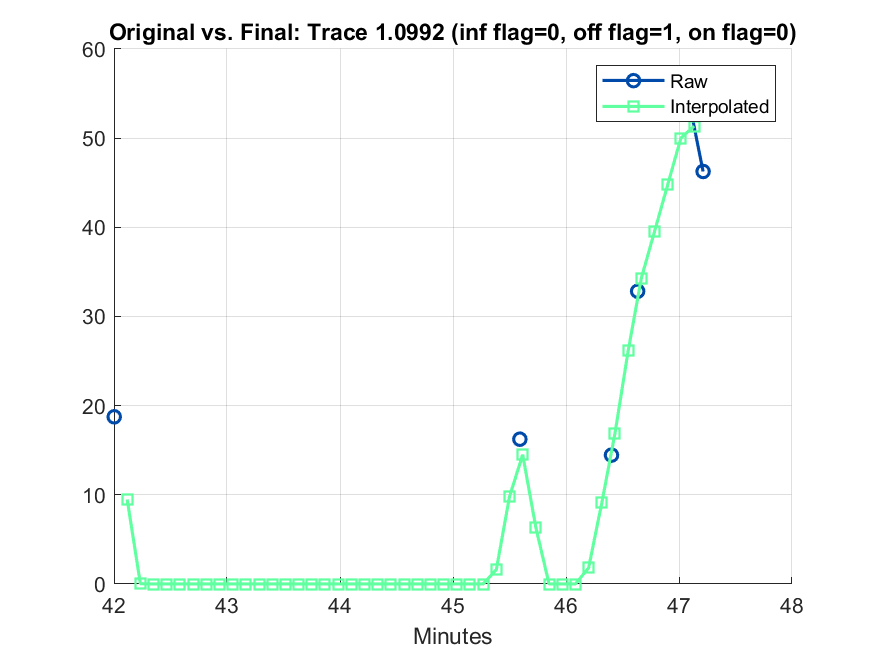 Original vs. Final: Trace 1.0992 (inf flag=0, off flag=1, on flag=0)
60
50
40
30
20
10
0
Raw
Interpolated
42 43 44 45 46 47 48
Minutes